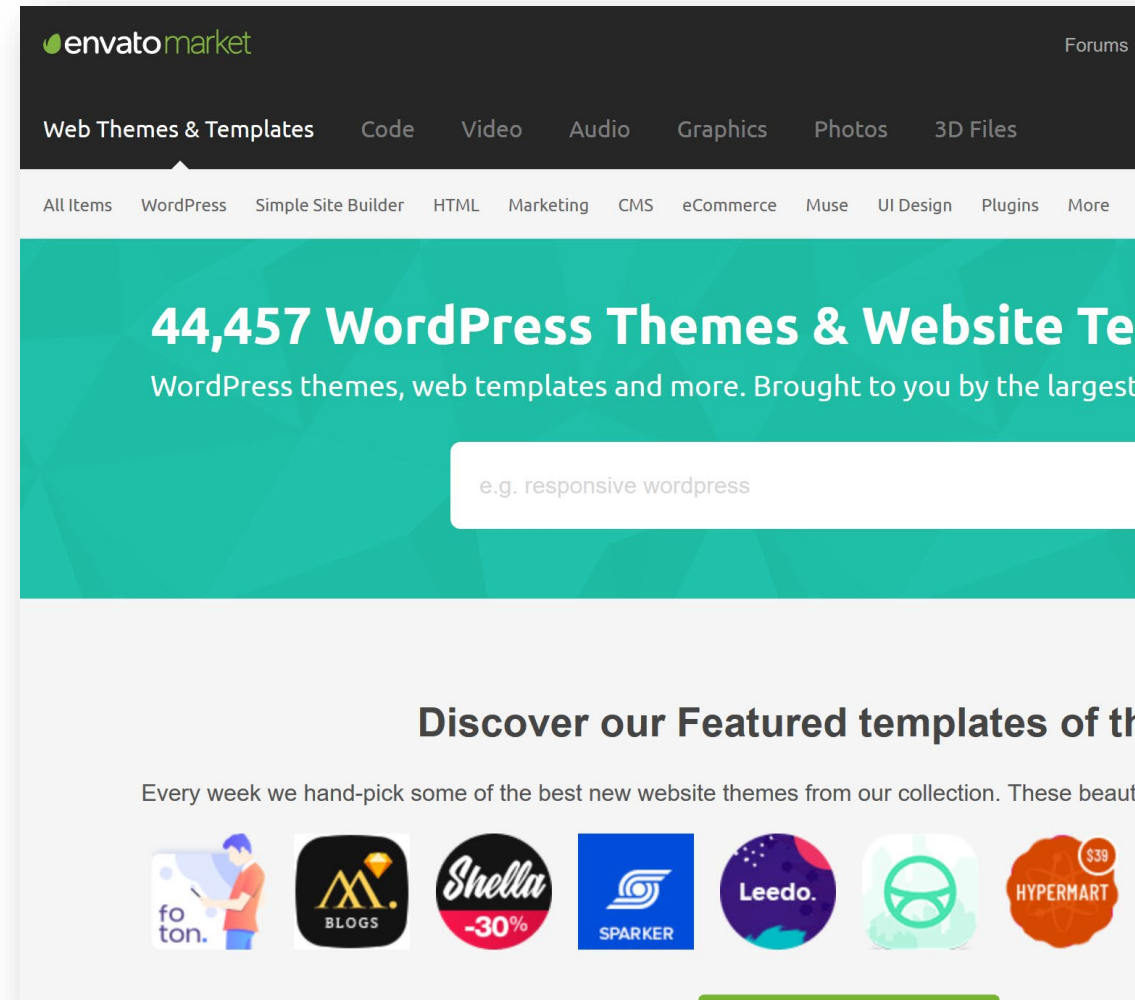 envatomarket
Forums
Web Themes & Templates Code Video Audio Graphics Photos 3D Files
All Items WordPress Simple Site Builder HTML Marketing CMS eCommerce Muse UI Design Plugins More
44,457 WordPress Themes & Website Te
WordPress themes, web templates and more. Brought to you by the largest
e.g. responsive wordpress
Discover our Featured templates of th
Every week we hand-pick some of the best new website themes from our collection. These beaut
fo
ton.
M.
BLOGS
Shella
-30%
SPARKER
Leedo.
$39
HYPERMART